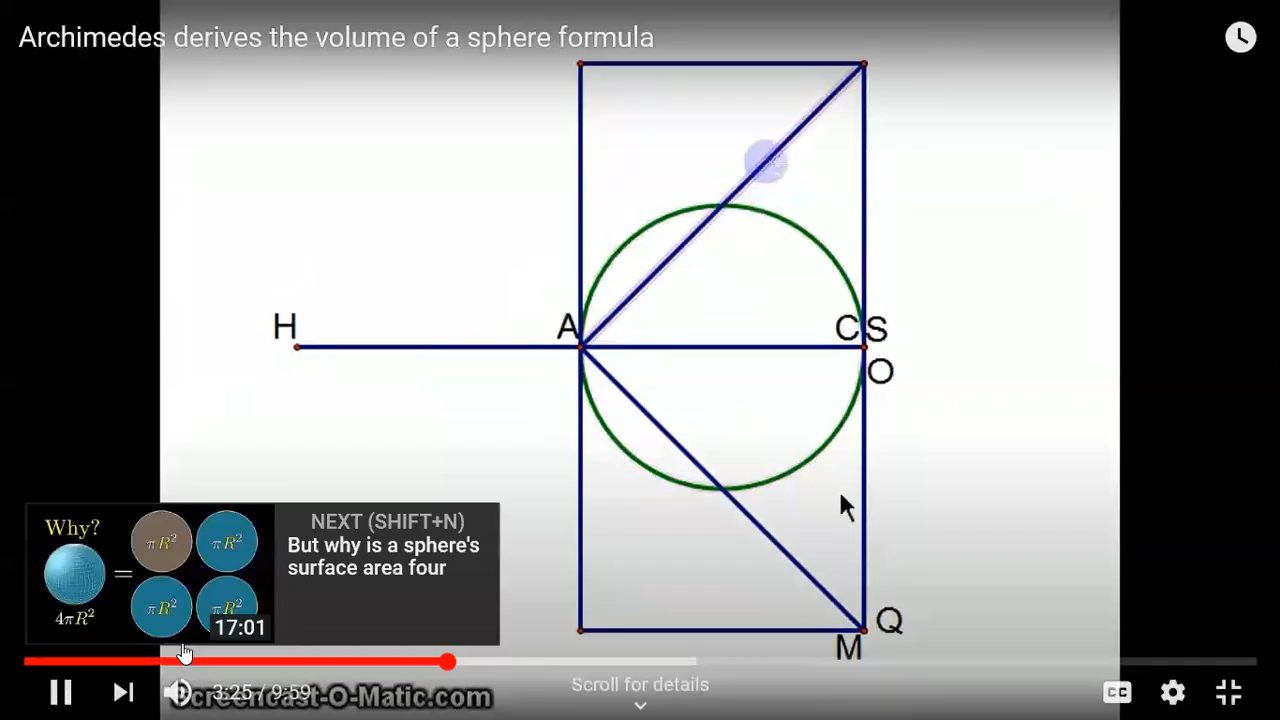 Archimedes derives the volume of a sphere formula
H
A
C S
O
Q
M
Why?
πR² πR²
=
4πR²
πR² πR²
17:01
NEXT (SHIFT+N)
But why is a sphere's
surface area four
3:25 / 9:59
Screencast-O-Matic.com
Scroll for details
CC